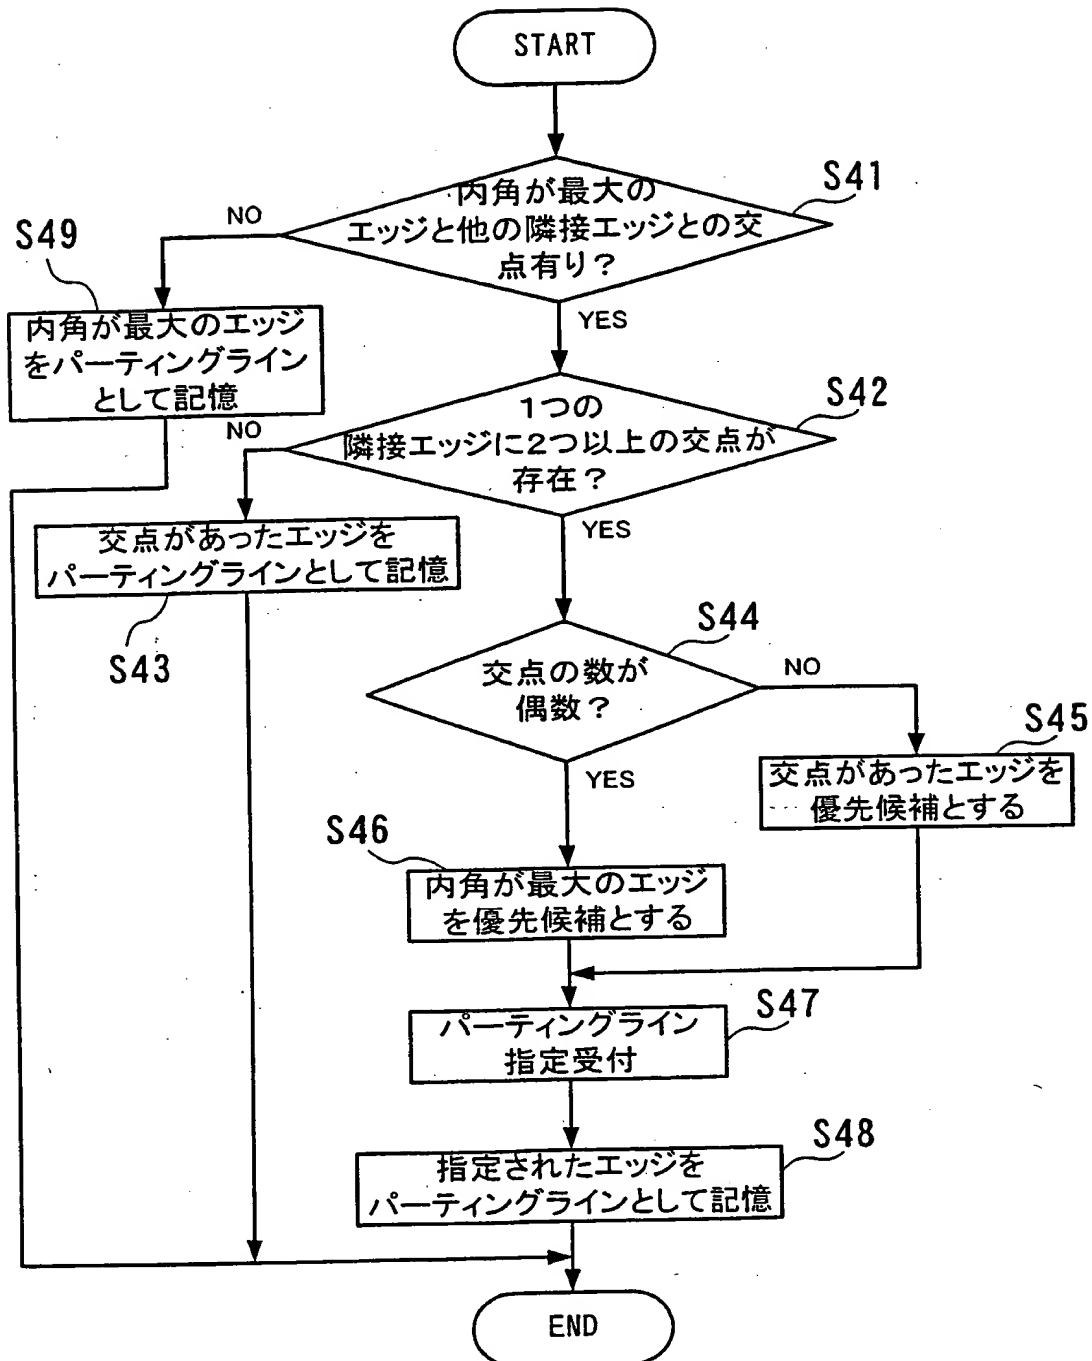 START
内角が最大の
エッジと他の隣接エッジとの交
点有り？
S41
NO
S49
YES
内角が最大のエッジ
をパーティングライン
として記憶
1つの
隣接エッジに2つ以上の交点が
存在？
S42
NO
YES
交点があったエッジを
パーティングラインとして記憶
S43
S44
交点の数が
偶数？
NO
S45
YES
交点があったエッジを
優先候補とする
S46
内角が最大のエッジ
を優先候補とする
S47
パーティングライン
指定受付
S48
指定されたエッジを
パーティングラインとして記憶
END